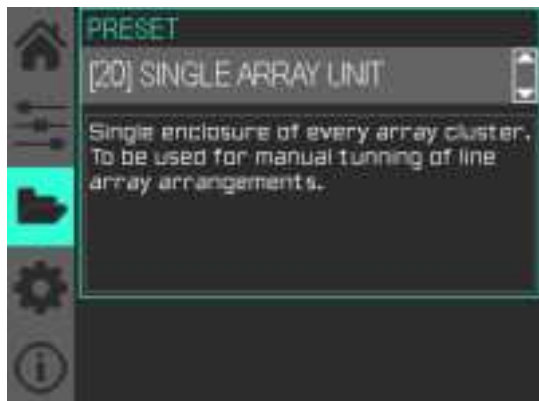 PRESET
[20] SINGLE ARRAY UNIT
Single enclosure of every array cluster.
To be used for manual tunning of line
array arrangements.